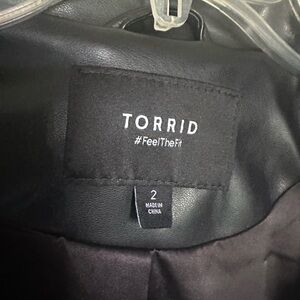 TORRID
#FeelTheFit
2
MADE IN
CHINA